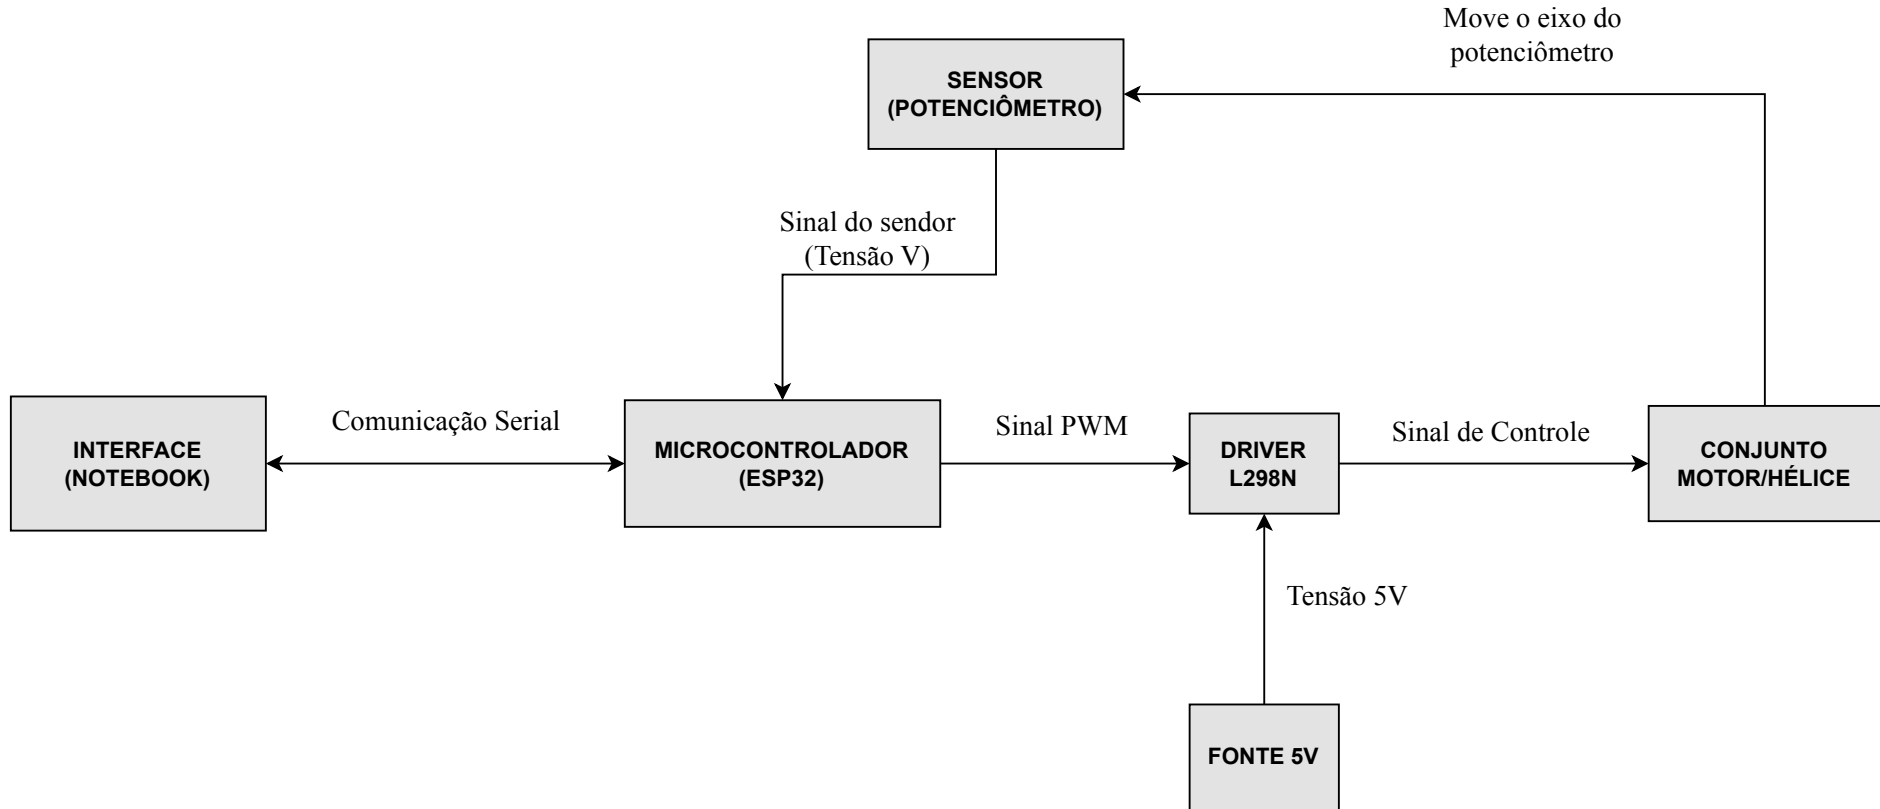 Move o eixo do
potenciômetro
SENSOR
(POTENCIÔMETRO)
Sinal do sendor
(Tensão V)
INTERFACE
(NOTEBOOK)
Comunicação Serial
MICROCONTROLADOR
(ESP32)
Sinal PWM
DRIVER
L298N
Sinal de Controle
CONJUNTO
MOTOR/HÉLICE
Tensão 5V
FONTE 5V